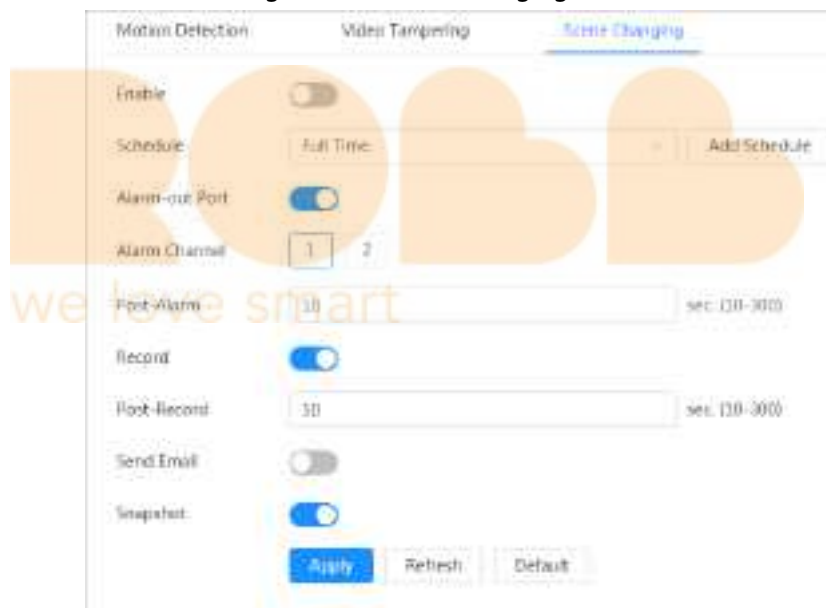 Motion Detection Video Tampering Scene Changing
Enable
Schedule Full Time Add Schedule
Alarm-out Port
Alarm Channel 1 2
we love smart
Post-Alarm 10 sec. (10-300)
Record
Post-Record 10 sec. (10-300)
Send Email
Snapshot
Apply Refresh Default
ROBB